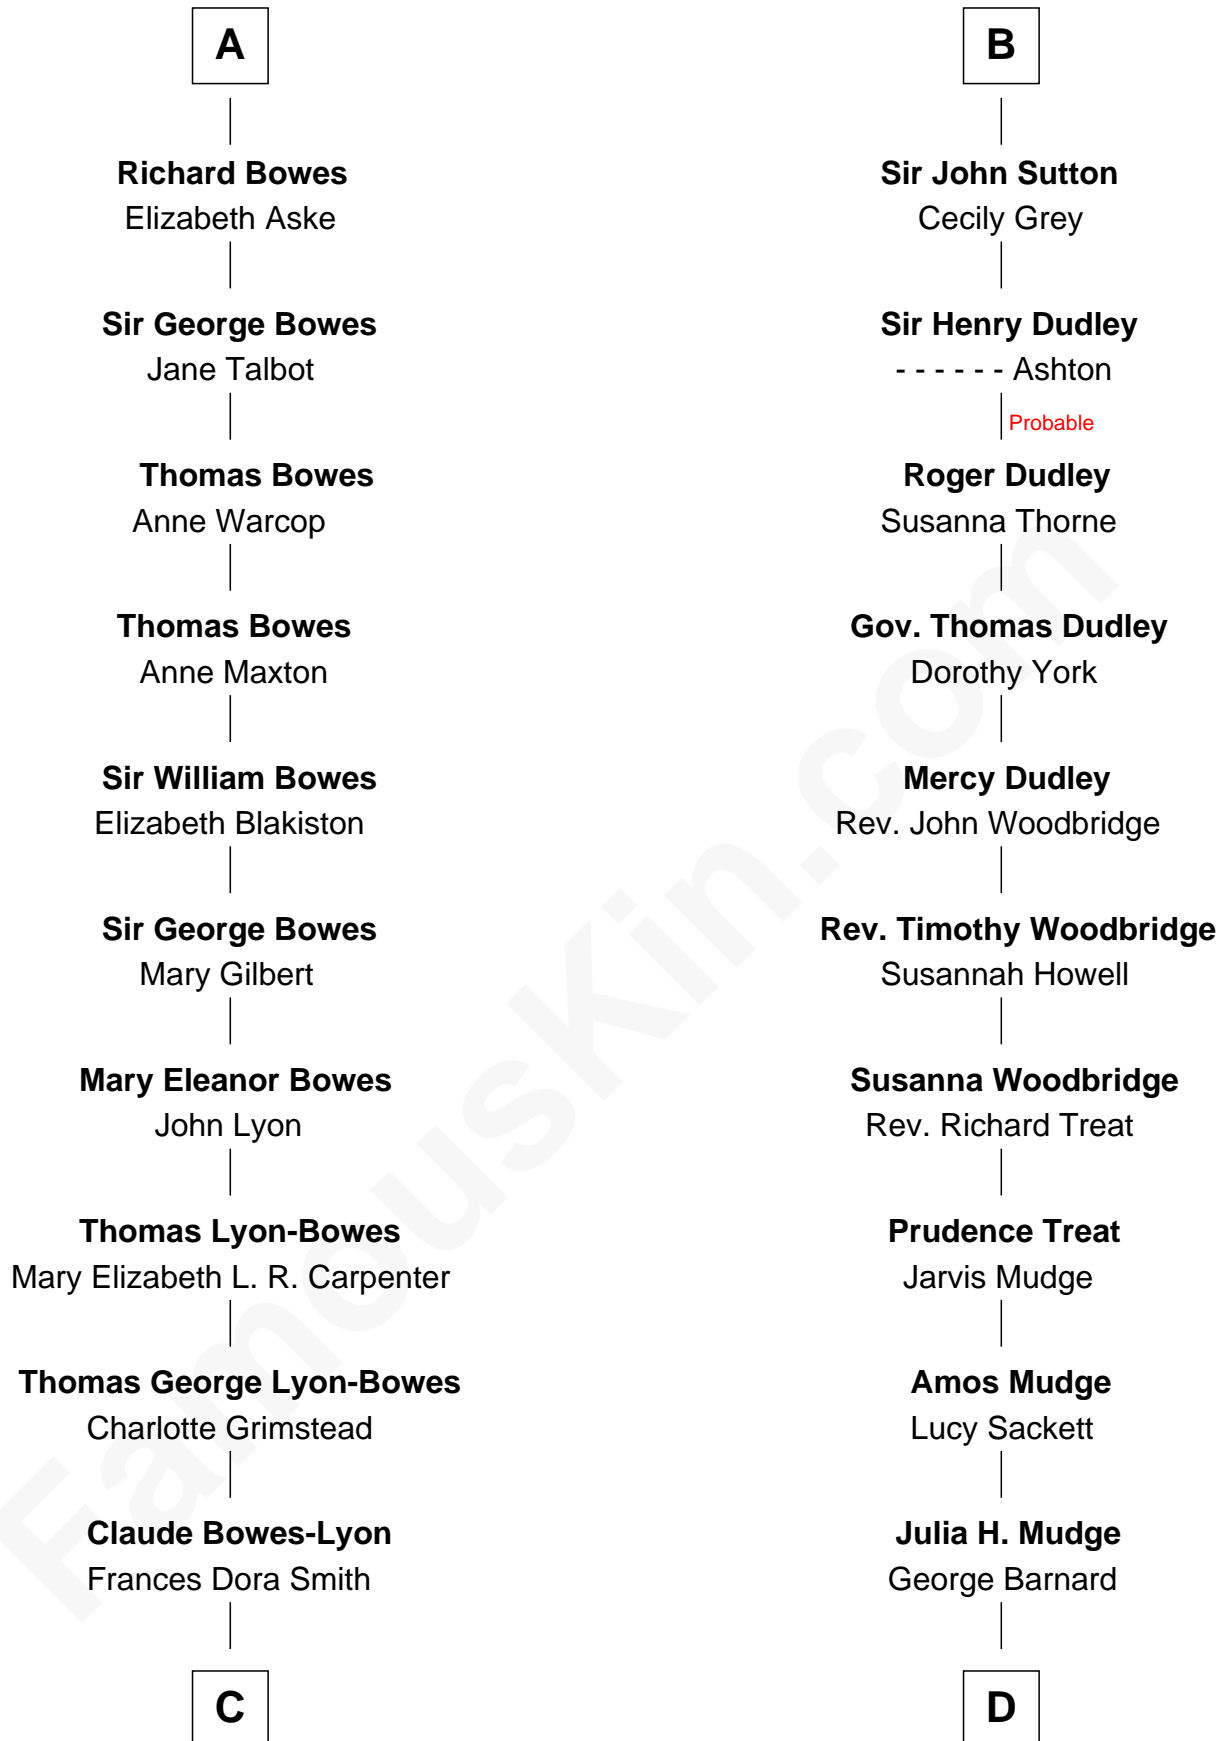 A
Richard Bowes
Elizabeth Aske
Sir George Bowes
Jane Talbot
Thomas Bowes
Anne Warcop
Thomas Bowes
Anne Maxton
Sir William Bowes
Elizabeth Blakiston
Sir George Bowes
Mary Gilbert
Mary Eleanor Bowes
John Lyon
Thomas Lyon-Bowes
Mary Elizabeth L. R. Carpenter
Thomas George Lyon-Bowes
Charlotte Grimstead
Claude Bowes-Lyon
Frances Dora Smith
C
B
Sir John Sutton
Cecily Grey
Sir Henry Dudley
- - - - - - Ashton
Probable
Roger Dudley
Susanna Thorne
Gov. Thomas Dudley
Dorothy York
Mercy Dudley
Rev. John Woodbridge
Rev. Timothy Woodbridge
Susannah Howell
Susanna Woodbridge
Rev. Richard Treat
Prudence Treat
Jarvis Mudge
Amos Mudge
Lucy Sackett
Julia H. Mudge
George Barnard
D
FamousKin.com